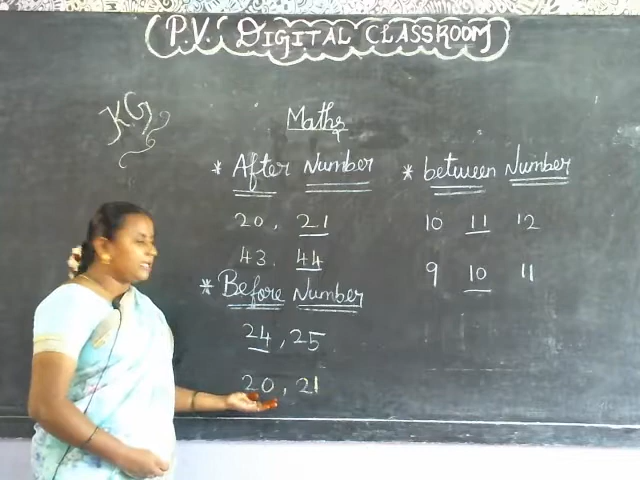 P.V. DIGITAL CLASSROOM
KG
Maths
* After Number
20, 21
43, 44
* Before Number
24, 25
20, 21
* between Number
10 11 12
9 10 11